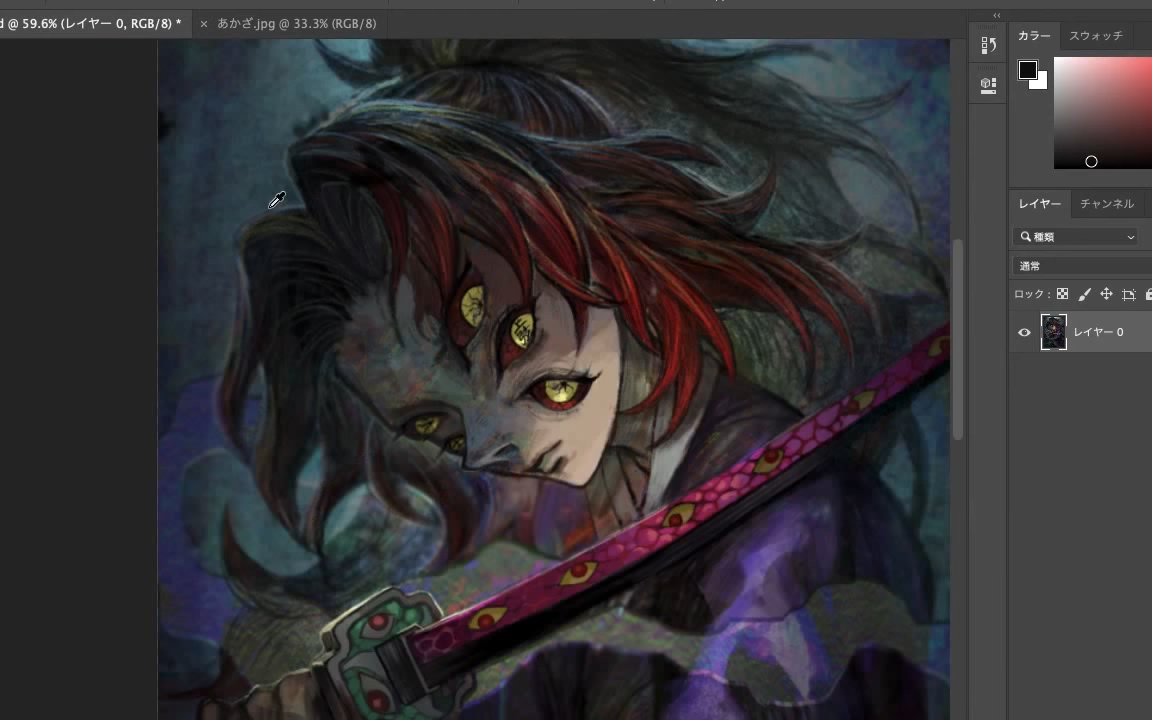 d @ 59.6% (レイヤー 0, RGB/8) *
× あかざ.jpg @ 33.3% (RGB/8)
カラー スウォッチ
レイヤー チャンネル
種類
通常
ロック :
レイヤー 0